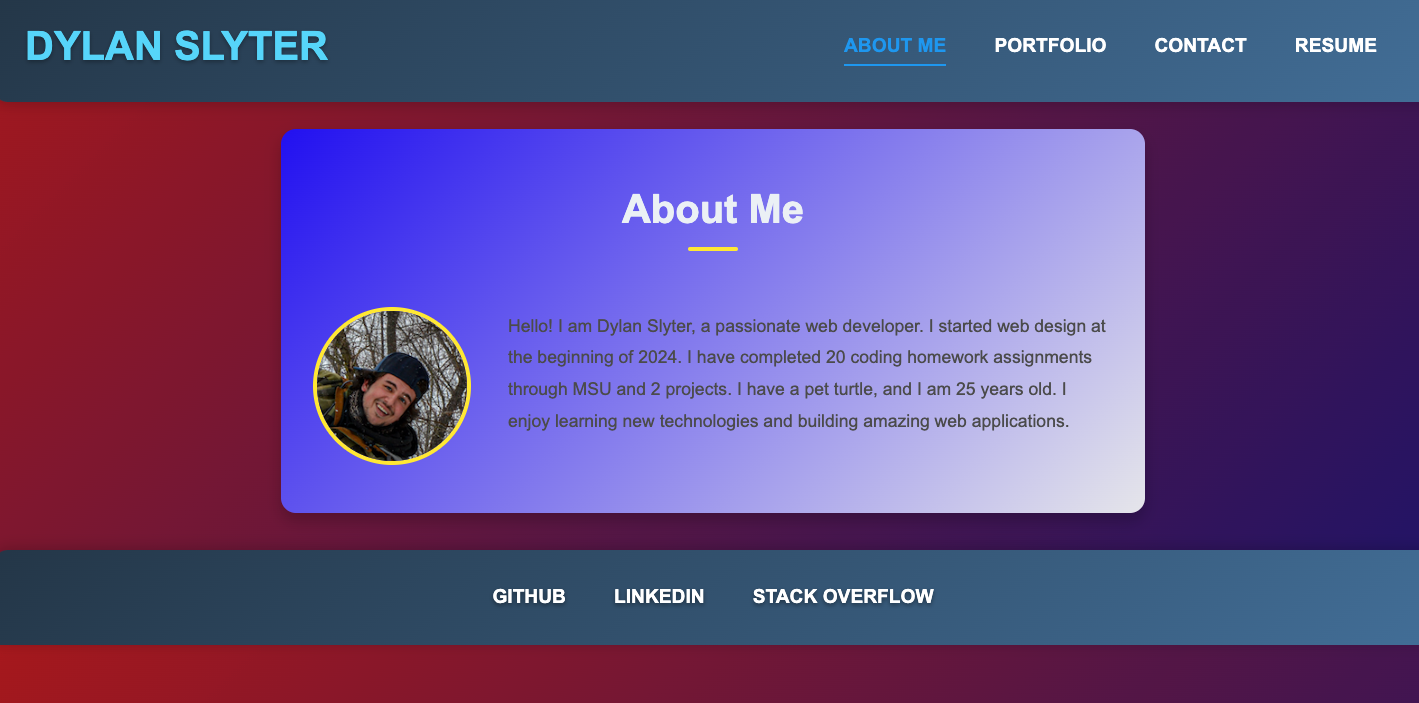 DYLAN SLYTER
ABOUT ME PORTFOLIO CONTACT RESUME
About Me
Hello! I am Dylan Slyter, a passionate web developer. I started web design at
the beginning of 2024. I have completed 20 coding homework assignments
through MSU and 2 projects. I have a pet turtle, and I am 25 years old. I
enjoy learning new technologies and building amazing web applications.
GITHUB LINKEDIN STACK OVERFLOW